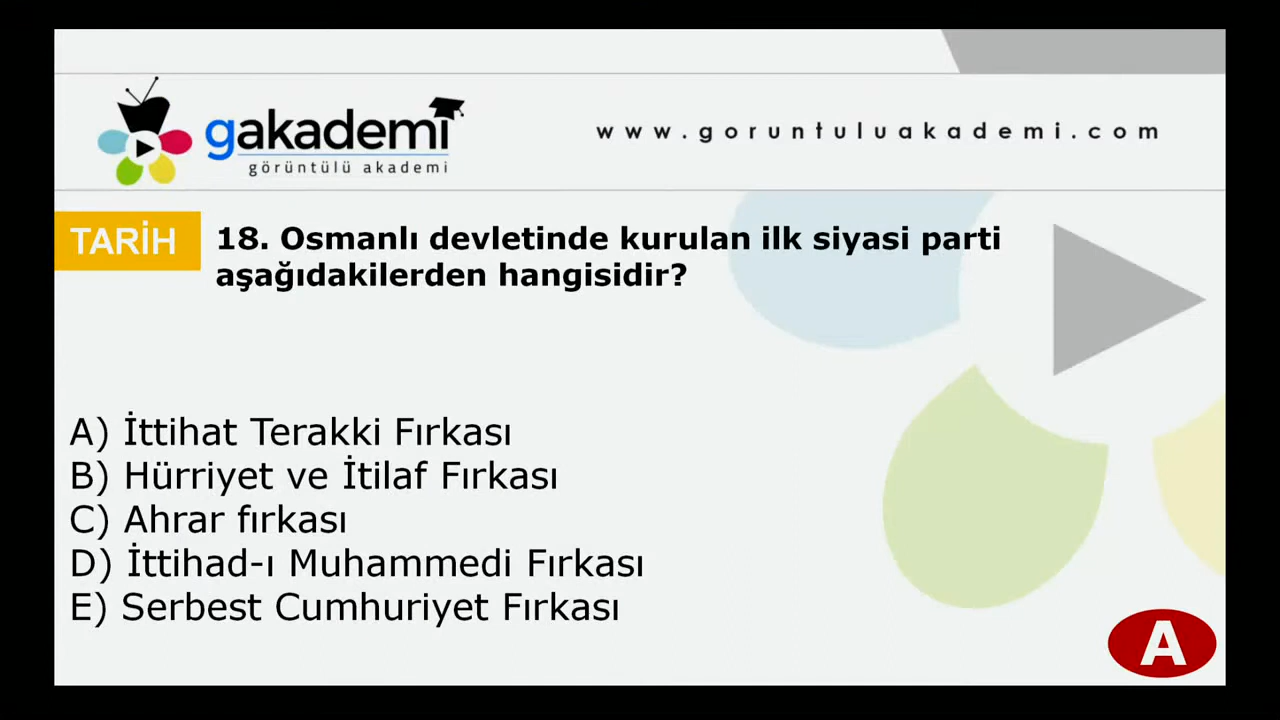 gakademi
görüntülü akademi
www.goruntuluakademi.com
TARİH
18. Osmanlı devletinde kurulan ilk siyasi parti
aşağıdakilerden hangisidir?
A) İttihat Terakki Fırkası
B) Hürriyet ve İtilaf Fırkası
C) Ahrar fırkası
D) İttihad-ı Muhammedi Fırkası
E) Serbest Cumhuriyet Fırkası
A